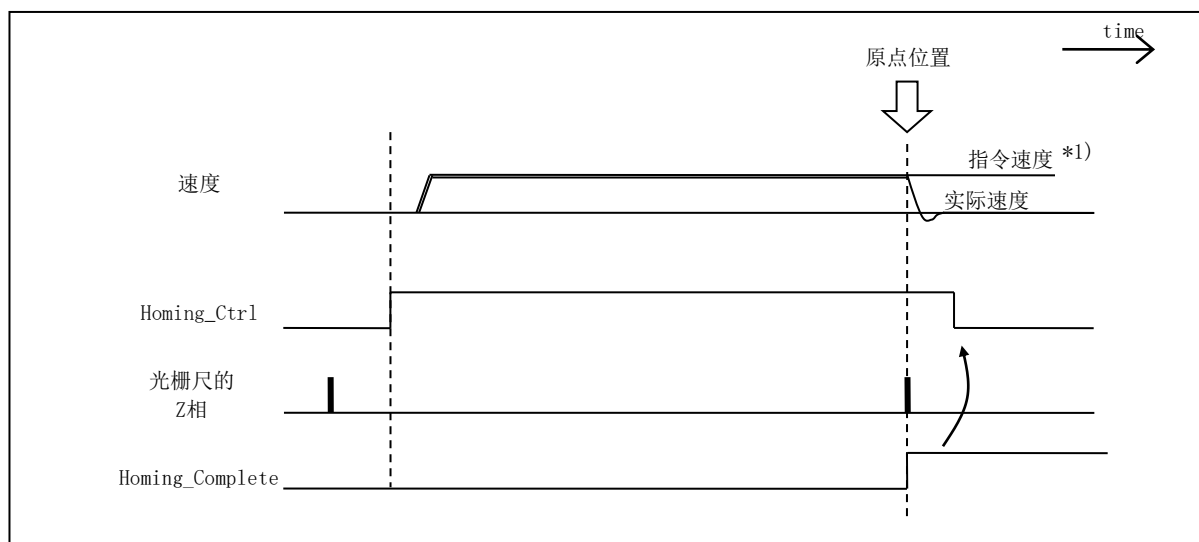 time
原点位置
指令速度 *1)
速度
实际速度
Homing_Ctrl
光栅尺的
Z相
Homing_Complete